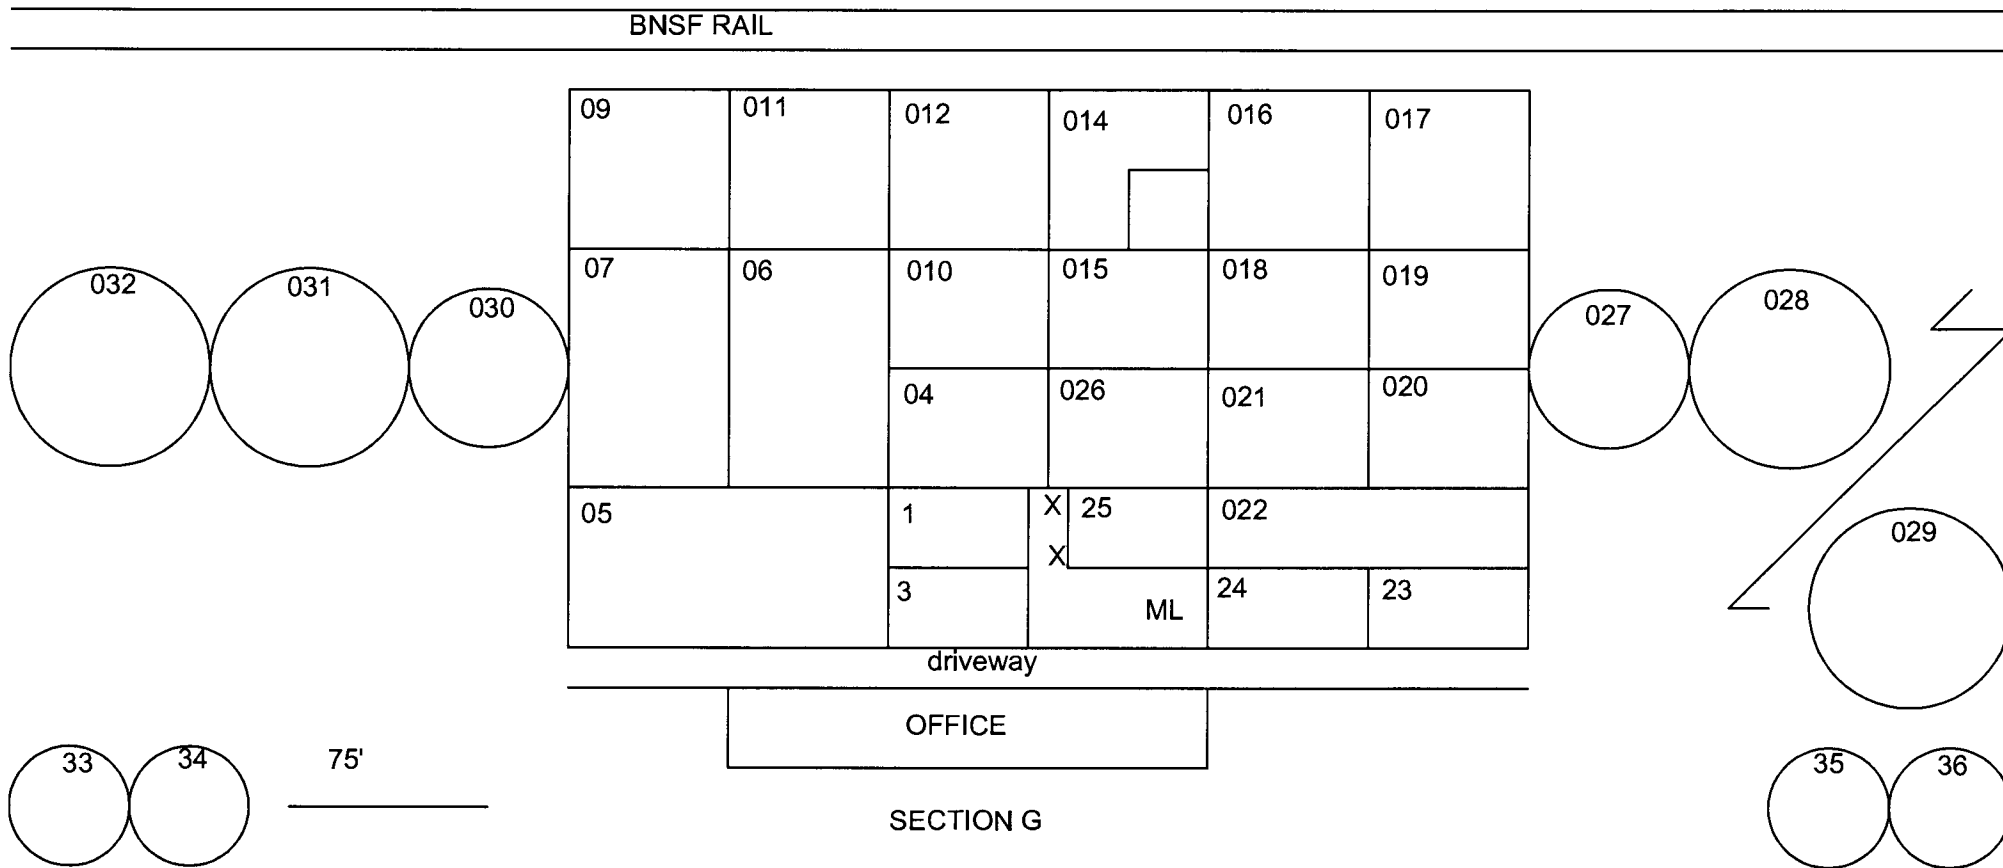 BNSF RAIL
09 011 012 014 016 017
07 06 010 015 018 019
032 031 030 027 028
04 026 021 020
05 1 X 25 022
029
X
3 ML 24 23
driveway
OFFICE
33 34 75' 35 36
SECTION G